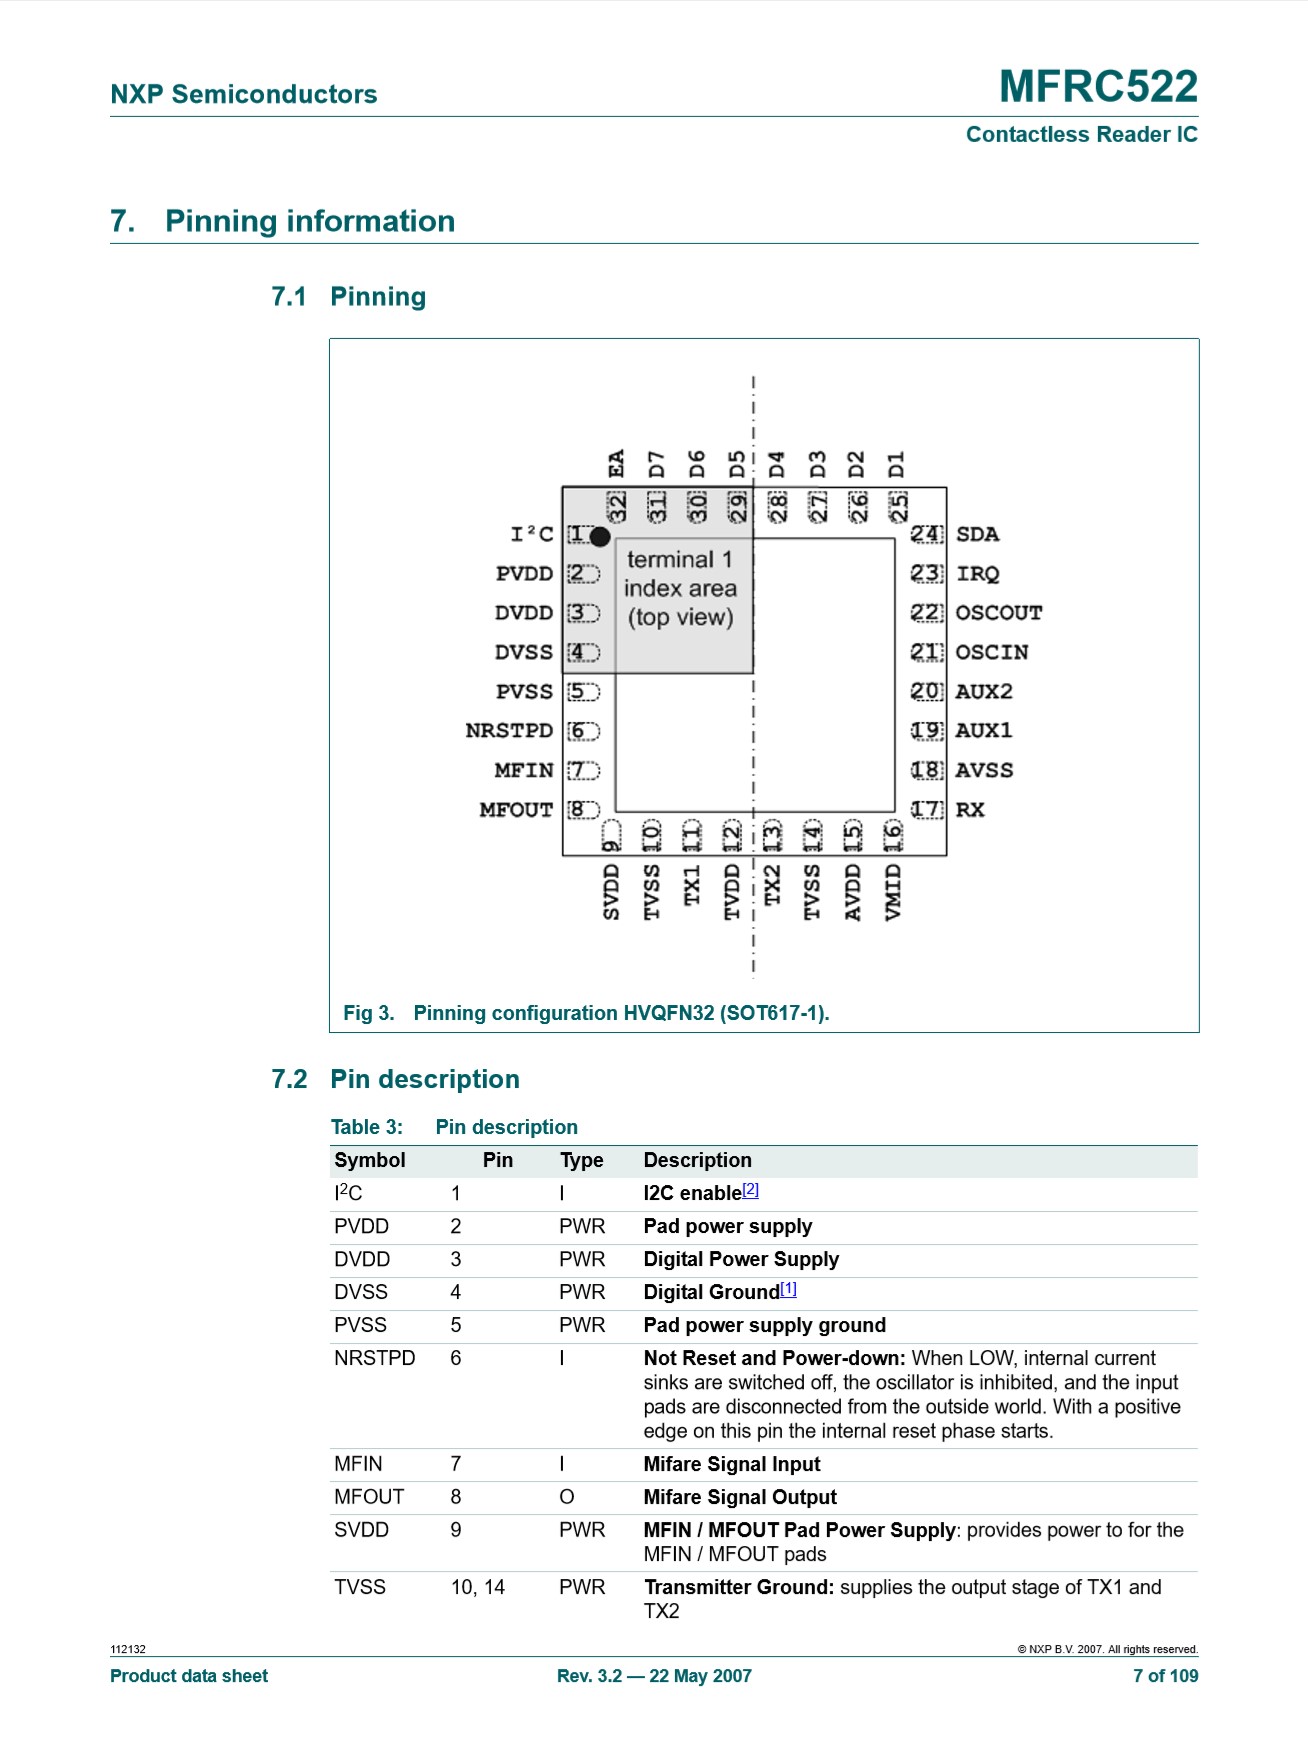 NXP Semiconductors
MFRC522
Contactless Reader IC
7. Pinning information
7.1 Pinning
EA D7 D6 D5 D4 D3 D2 D1
32 31 30 29 28 27 26 25
I²C 1 24 SDA
terminal 1
PVDD 2 23 IRQ
index area
DVDD 3 22 OSCOUT
(top view)
DVSS 4 21 OSCIN
PVSS 5 20 AUX2
NRSTPD 6 19 AUX1
MFIN 7 18 AVSS
MFOUT 8 17 RX
9 10 11 12 13 14 15 16
SVDD TVSS TX1 TVDD TX2 TVSS AVDD VMID
Fig 3. Pinning configuration HVQFN32 (SOT617-1).
7.2 Pin description
Table 3: Pin description
Symbol Pin Type Description
I²C 1 I I2C enable[2]
PVDD 2 PWR Pad power supply
DVDD 3 PWR Digital Power Supply
DVSS 4 PWR Digital Ground[1]
PVSS 5 PWR Pad power supply ground
NRSTPD 6 I Not Reset and Power-down: When LOW, internal current
sinks are switched off, the oscillator is inhibited, and the input
pads are disconnected from the outside world. With a positive
edge on this pin the internal reset phase starts.
MFIN 7 I Mifare Signal Input
MFOUT 8 O Mifare Signal Output
SVDD 9 PWR MFIN / MFOUT Pad Power Supply: provides power to for the
MFIN / MFOUT pads
TVSS 10, 14 PWR Transmitter Ground: supplies the output stage of TX1 and
TX2
112132 © NXP B.V. 2007. All rights reserved.
Product data sheet Rev. 3.2 — 22 May 2007 7 of 109